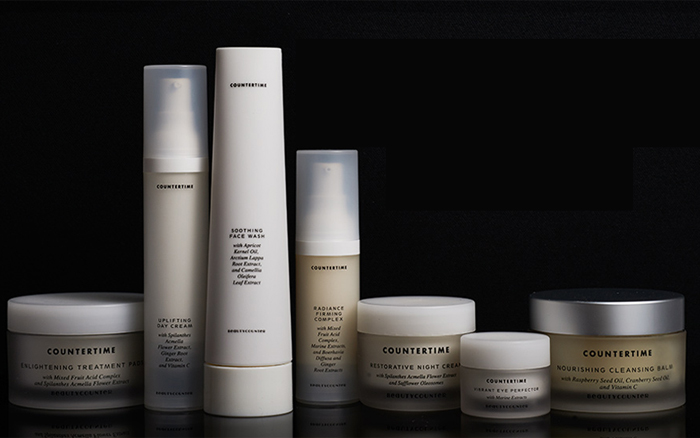 COUNTERTIME
ENLIGHTENING TREATMENT PADS
with Mixed Fruit Acid Complex
and Spilanthes Acmella Flower Extract
COUNTERTIME
UPLIFTING
DAY CREAM
with Spilanthes
Acmella
Flower Extract,
Ginger Root
Extract,
and Vitamin C
COUNTERTIME
SOOTHING
FACE WASH
with Apricot
Kernel Oil,
Arctium Lappa
Root Extract,
and Camellia
Oleifera
Leaf Extract
BEAUTYCOUNTER
COUNTERTIME
RADIANCE
FIRMING
COMPLEX
with Mixed
Fruit Acid
Complex,
Marine Extracts,
and Boerhavia
Diffusa and
Ginger
Root Extracts
COUNTERTIME
RESTORATIVE NIGHT CREAM
with Spilanthes Acmella Flower Extract
and Safflower Oleosomes
BEAUTYCOUNTER
COUNTERTIME
VIBRANT EYE PERFECTOR
with Marine Extracts
COUNTERTIME
NOURISHING CLEANSING BALM
with Raspberry Seed Oil, Cranberry Seed Oil,
and Vitamin C
BEAUTYCOUNTER